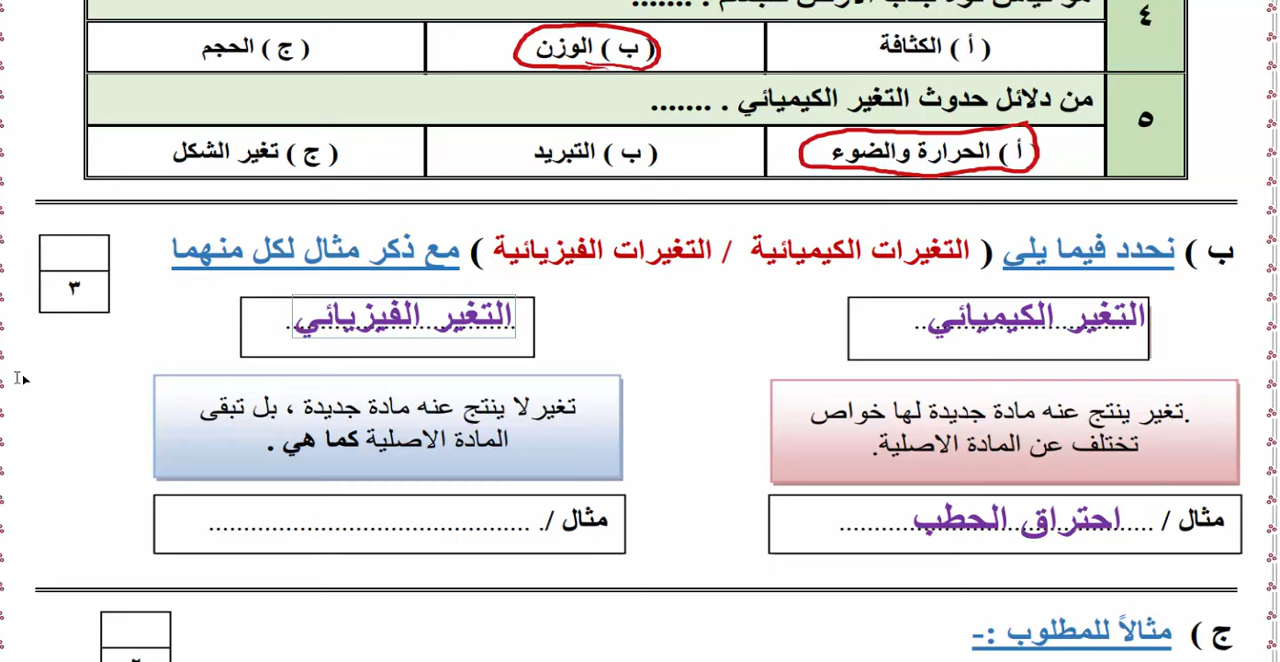 ٤
( أ ) الكثافة ( ب ) الوزن ( ج ) الحجم
٥ من دلائل حدوث التغير الكيميائي . .......
( أ ) الحرارة والضوء ( ب ) التبريد ( ج ) تغير الشكل
ب ) نحدد فيما يلي ( التغيرات الكيميائية / التغيرات الفيزيائية ) مع ذكر مثال لكل منهما
٣
التغير الكيميائي
التغير الفيزيائي
.تغير ينتج عنه مادة جديدة لها خواص
تختلف عن المادة الاصلية.
تغيرلا ينتج عنه مادة جديدة ، بل تبقى
المادة الاصلية كما هي .
مثال / احتراق الحطب
مثال /. ......................................
ج ) مثالاً للمطلوب :-